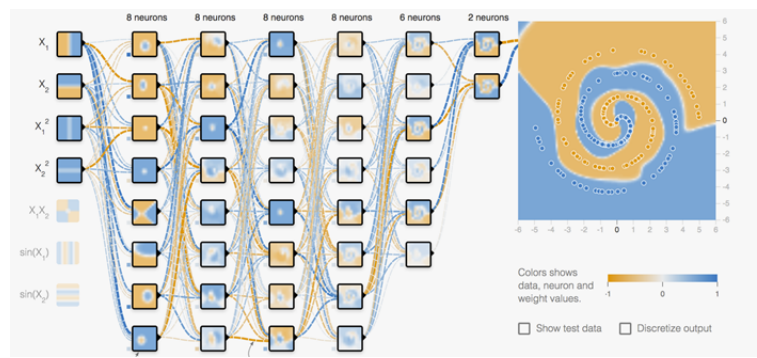 8 neurons 8 neurons 8 neurons 8 neurons 6 neurons 2 neurons
X1
X2
X1²
X2²
X1X2
sin(X1)
sin(X2)
6
5
4
3
2
1
0
-1
-2
-3
-4
-5
-6
-6 -5 -4 -3 -2 -1 0 1 2 3 4 5 6
Colors shows
data, neuron and
weight values.
-1 0 1
Show test data Discretize output